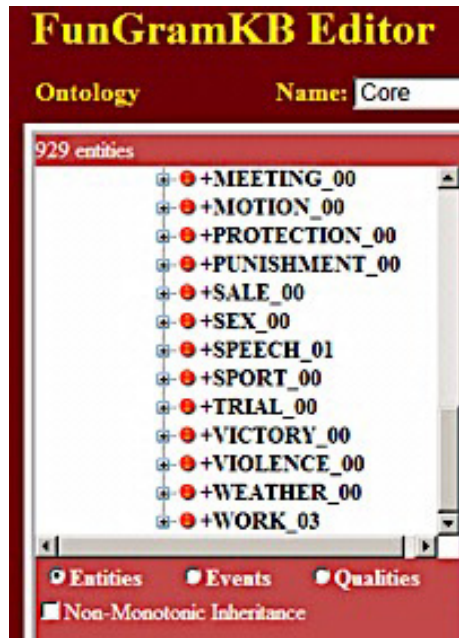 FunGramKB Editor
Ontology Name: Core
929 entities
+MEETING_00
+MOTION_00
+PROTECTION_00
+PUNISHMENT_00
+SALE_00
+SEX_00
+SPEECH_01
+SPORT_00
+TRIAL_00
+VICTORY_00
+VIOLENCE_00
+WEATHER_00
+WORK_03
Entities Events Qualities
Non-Monotonic Inheritance